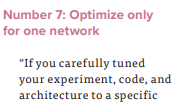 Number 7: Optimize only
for one network
“If you carefully tuned
your experiment, code, and
architecture to a specific